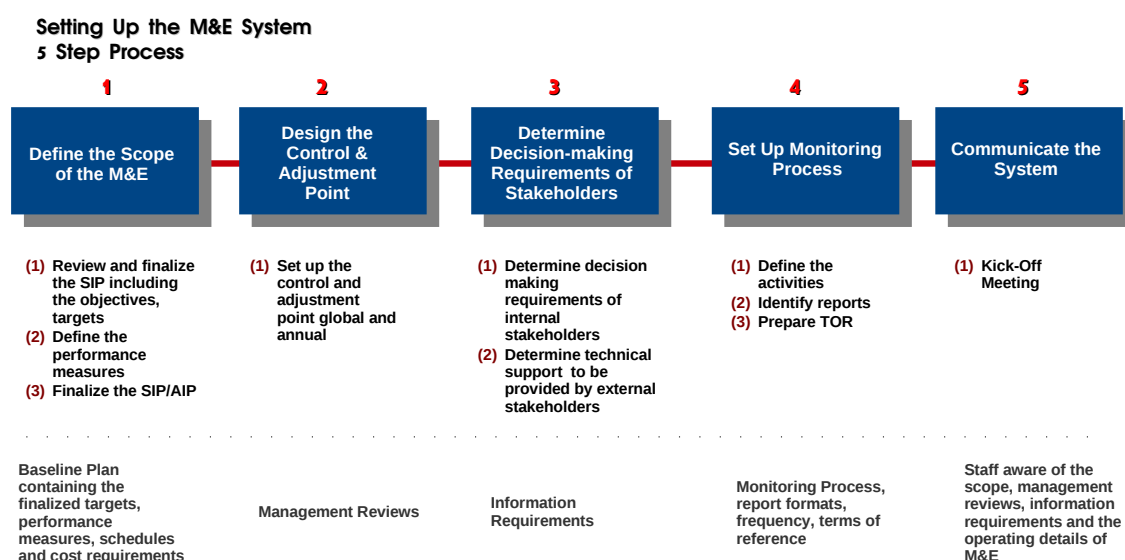 Setting Up the M&E System
5 Step Process
1
2
3
4
5
Define the Scope
of the M&E
Design the
Control &
Adjustment
Point
Determine
Decision-making
Requirements of
Stakeholders
Set Up Monitoring
Process
Communicate the
System
(1) Review and finalize
the SIP including
the objectives,
targets
(2) Define the
performance
measures
(3) Finalize the SIP/AIP
(1) Set up the
control and
adjustment
point global and
annual
(1) Determine decision
making
requirements of
internal
stakeholders
(2) Determine technical
support to be
provided by external
stakeholders
(1) Define the
activities
(2) Identify reports
(3) Prepare TOR
(1) Kick-Off
Meeting
Baseline Plan
containing the
finalized targets,
performance
measures, schedules
and cost requirements
Management Reviews
Information
Requirements
Monitoring Process,
report formats,
frequency, terms of
reference
Staff aware of the
scope, management
reviews, information
requirements and the
operating details of
M&E